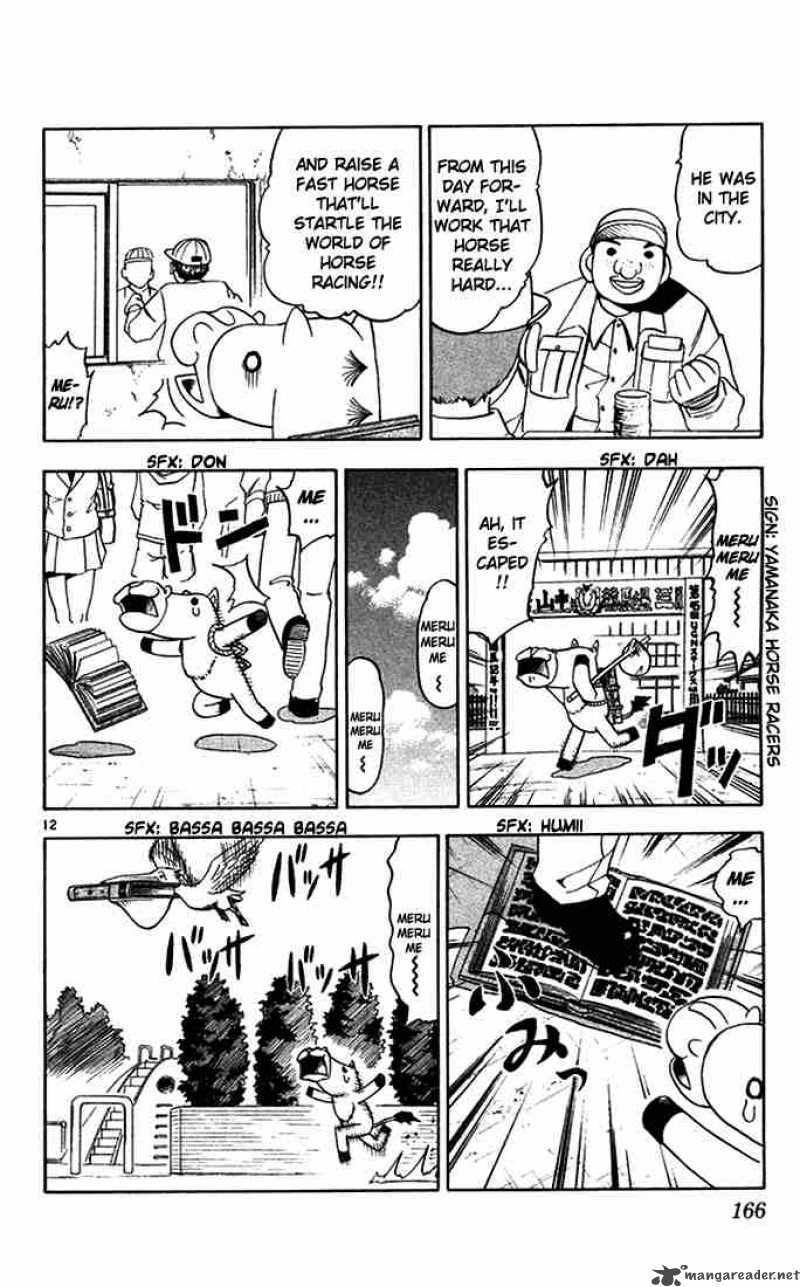 HE WAS
IN THE
CITY.
FROM THIS
DAY FOR-
WARD, I'LL
WORK THAT
HORSE
REALLY
HARD...
AND RAISE A
FAST HORSE
THAT'LL
STARTLE THE
WORLD OF
HORSE
RACING!!
ME-
RU!?
SFX: DAH
SIGN: YAMANAKA HORSE RACERS
MERU
MERU
ME
AH, IT
ES-
CAPED
!!
ダッ
MERU
MERU
ME
MERU
MERU
ME
SFX: DON
ME
...
ドン
12
SFX: HUMII
ME
...
ふみっ
SFX: BASSA BASSA BASSA
バッサ
バッサ
バッサ
MERU
MERU
ME
166
mangareader.net